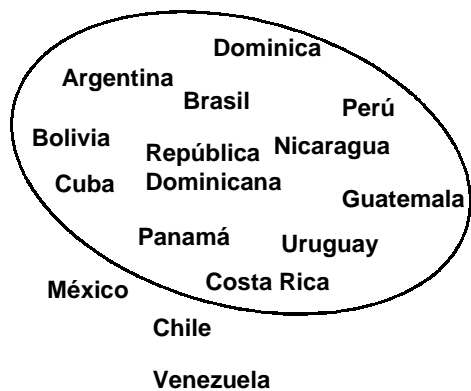 Dominica
Argentina
Brasil
Perú
Bolivia
República
Dominicana
Nicaragua
Cuba
Guatemala
Panamá
Uruguay
Costa Rica
México
Chile
Venezuela